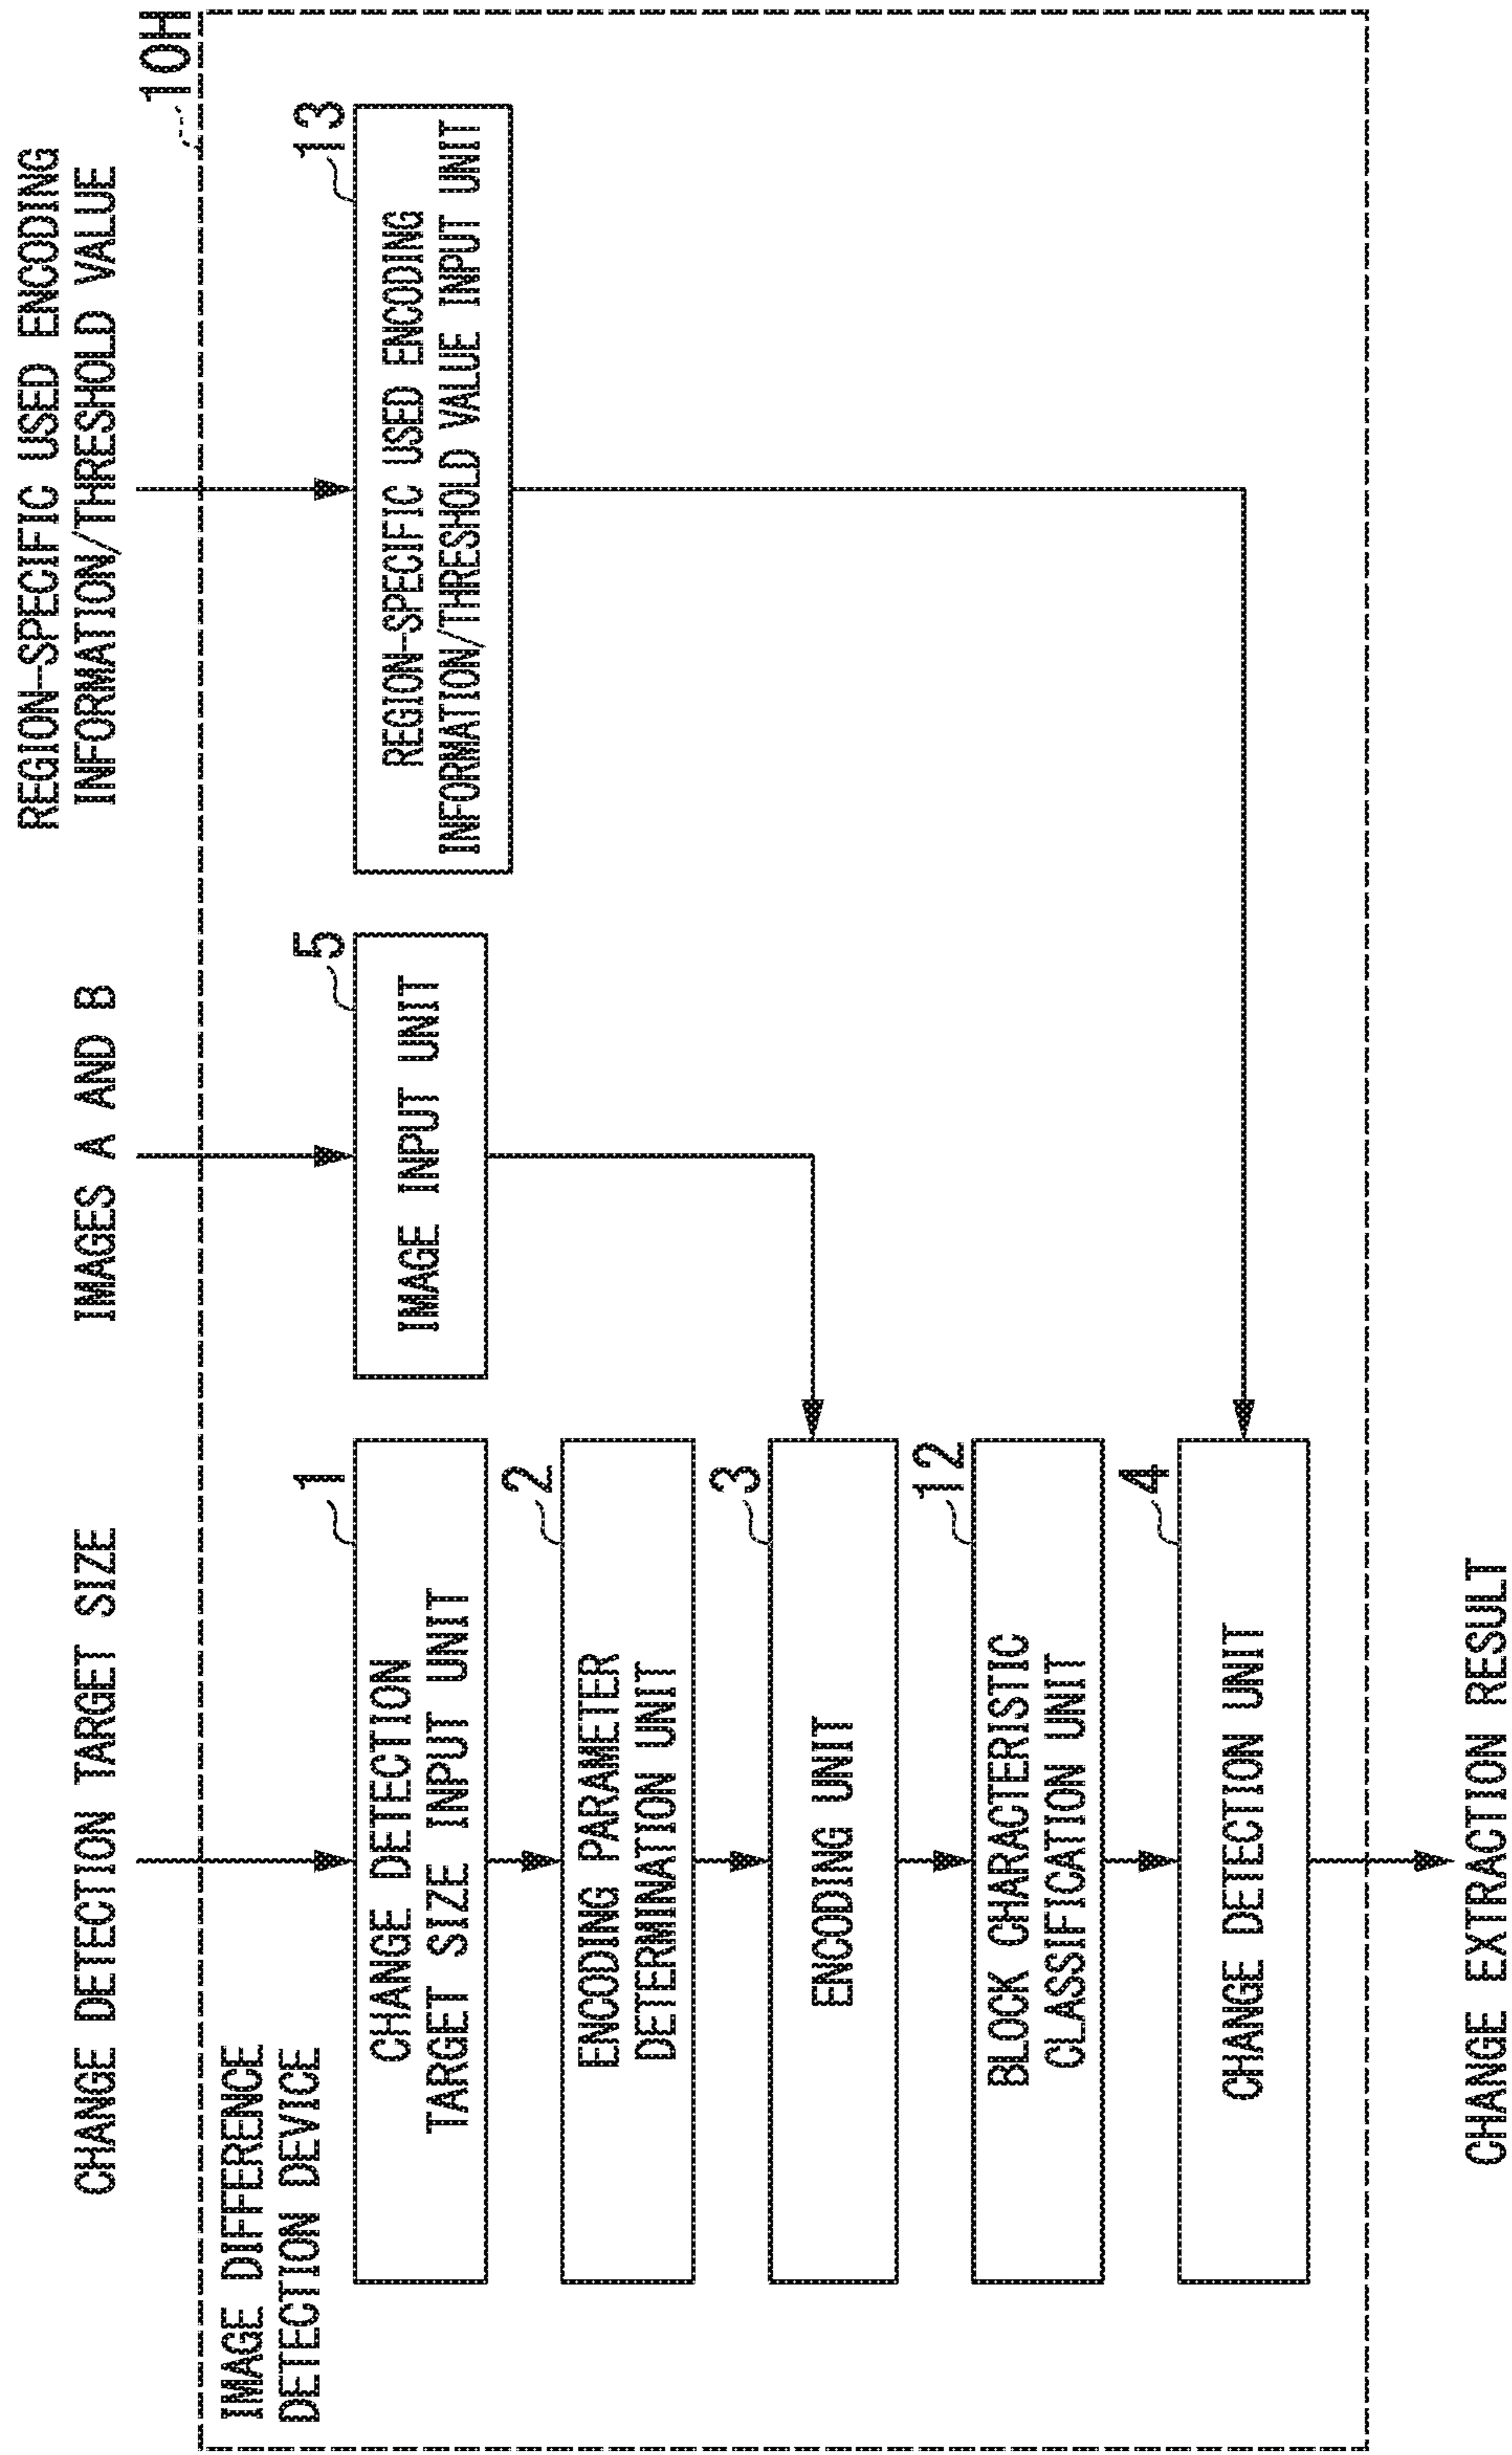 CHANGE DETECTION TARGET SIZE
IMAGES A AND B
REGION-SPECIFIC USED ENCODING
INFORMATION/THRESHOLD VALUE
10H
IMAGE DIFFERENCE
DETECTION DEVICE
1
CHANGE DETECTION
TARGET SIZE INPUT UNIT
5
IMAGE INPUT UNIT
13
REGION-SPECIFIC USED ENCODING
INFORMATION/THRESHOLD VALUE INPUT UNIT
2
ENCODING PARAMETER
DETERMINATION UNIT
3
ENCODING UNIT
12
BLOCK CHARACTERISTIC
CLASSIFICATION UNIT
4
CHANGE DETECTION UNIT
CHANGE EXTRACTION RESULT